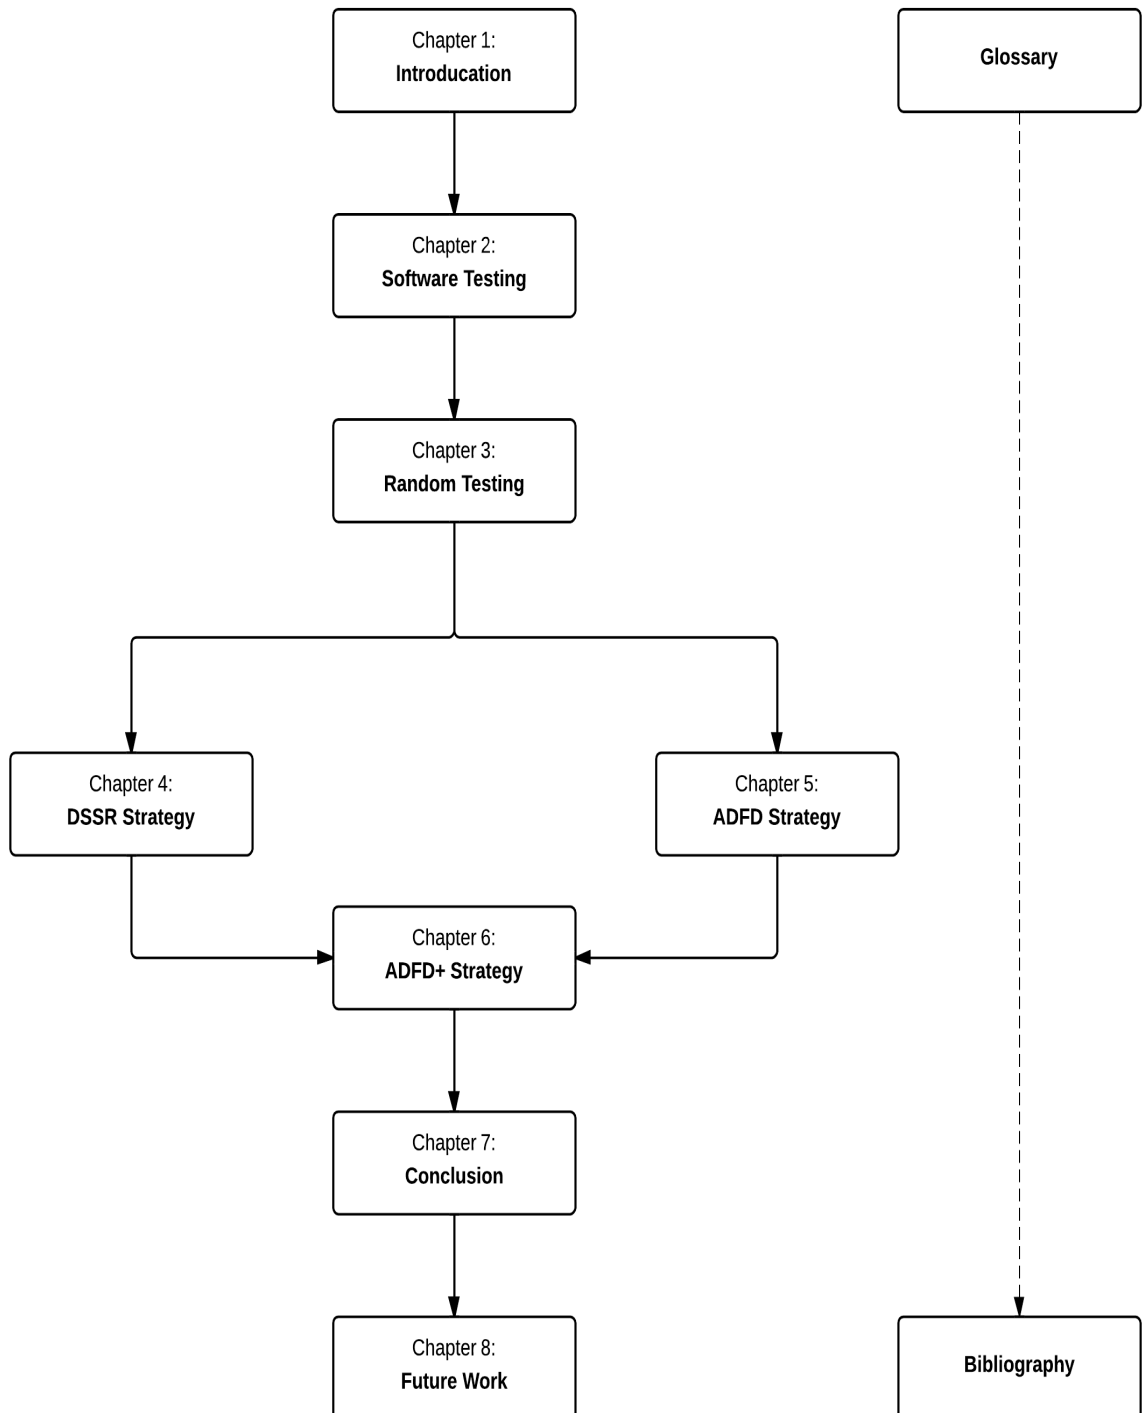 Chapter 1:
Introducation
Glossary
Chapter 2:
Software Testing
Chapter 3:
Random Testing
Chapter 4:
DSSR Strategy
Chapter 5:
ADFD Strategy
Chapter 6:
ADFD+ Strategy
Chapter 7:
Conclusion
Chapter 8:
Future Work
Bibliography